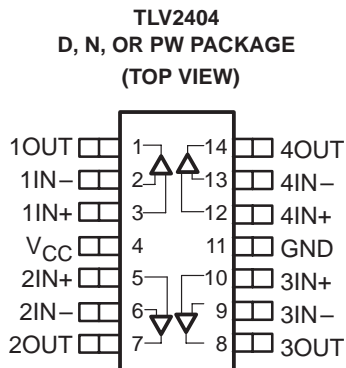 TLV2404
D, N, OR PW PACKAGE
(TOP VIEW)
1OUT 1 14 4OUT
1IN− 2 13 4IN−
1IN+ 3 12 4IN+
VCC 4 11 GND
2IN+ 5 10 3IN+
2IN− 6 9 3IN−
2OUT 7 8 3OUT